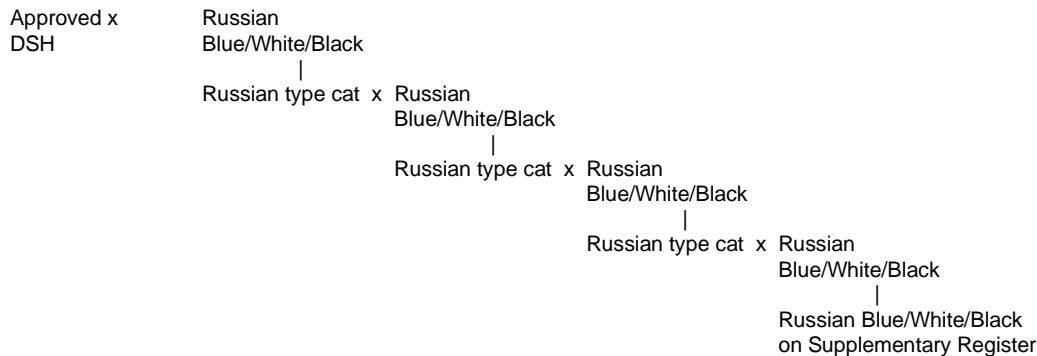 Approved x Russian
DSH Blue/White/Black
|
Russian type cat x Russian
Blue/White/Black
|
Russian type cat x Russian
Blue/White/Black
|
Russian type cat x Russian
Blue/White/Black
|
Russian Blue/White/Black
on Supplementary Register